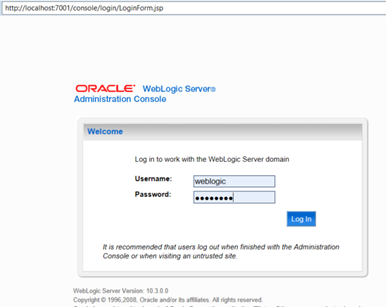 http://localhost:7001/console/login/LoginForm.jsp
ORACLE® WebLogic Server®
Administration Console
Welcome
Log in to work with the WebLogic Server domain
Username: weblogic
Password: ••••••••
Log In
It is recommended that users log out when finished with the Administration
Console or when visiting an untrusted site.
WebLogic Server Version: 10.3.0.0
Copyright © 1996,2008, Oracle and/or its affiliates. All rights reserved.